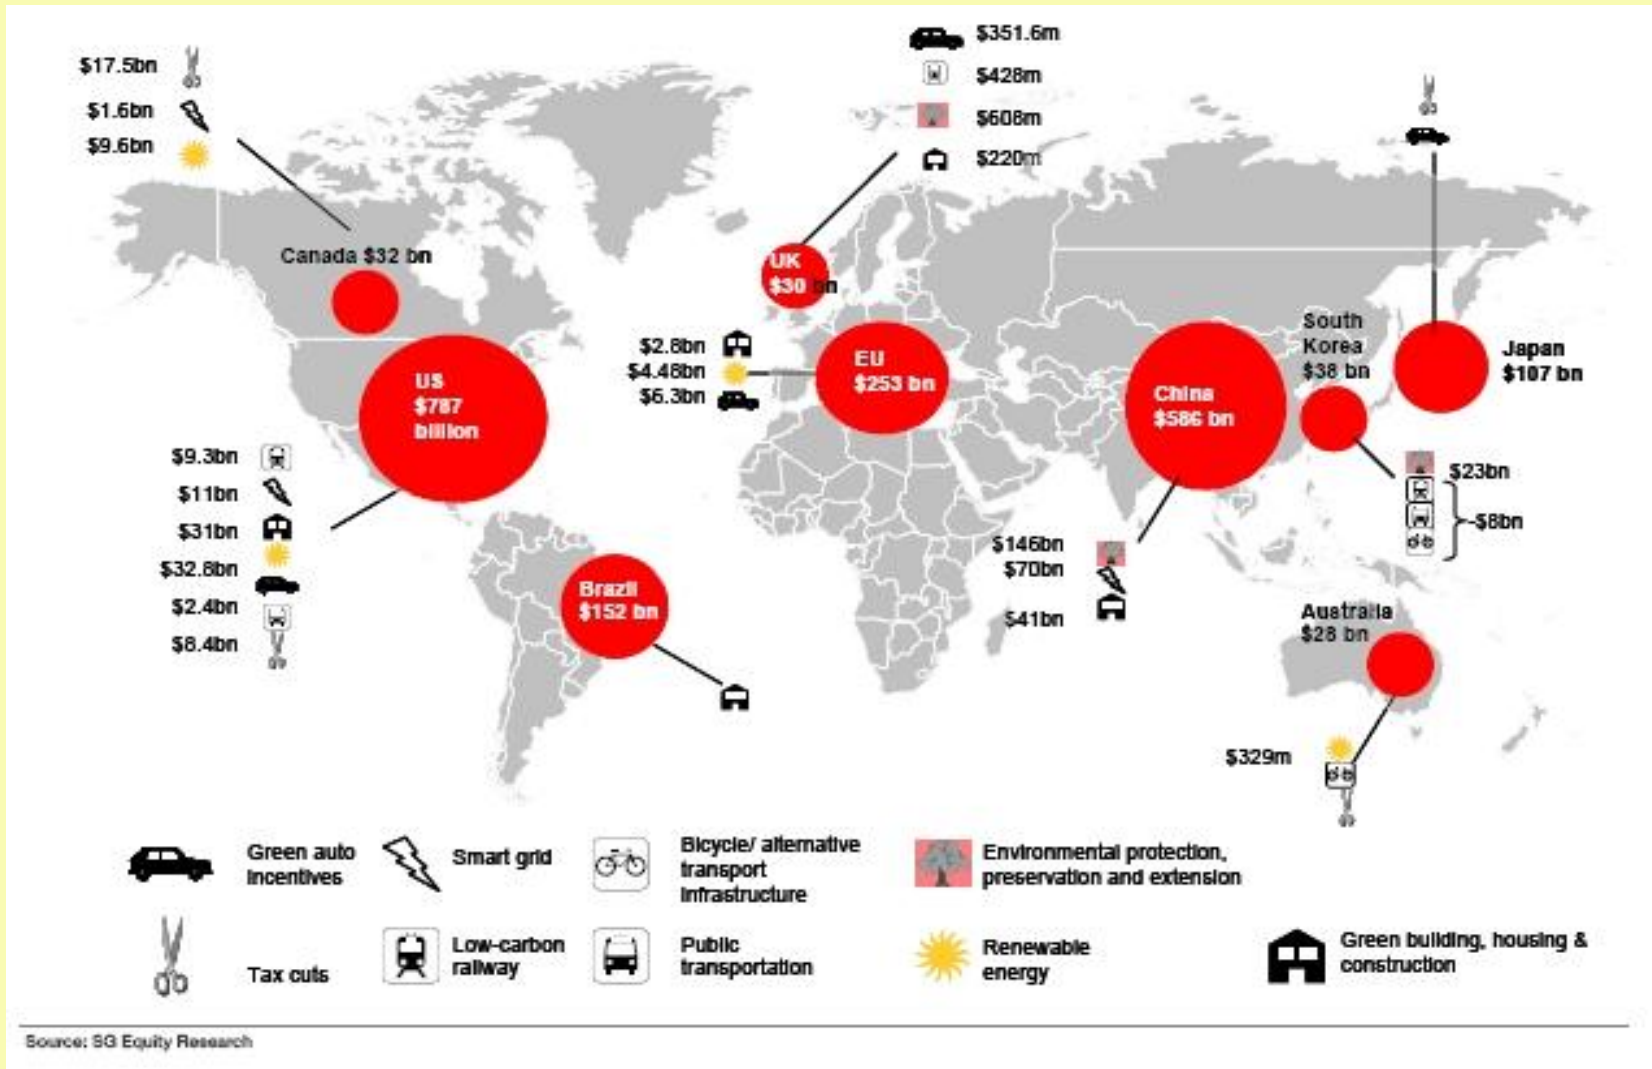 $17.5bn
$1.6bn
$9.6bn
Canada $32 bn
$351.6m
$428m
$608m
$220m
UK
$30 bn
$2.8bn
$4.48bn
$6.3bn
EU
$253 bn
US
$787
billion
$9.3bn
$11bn
$31bn
$32.8bn
$2.4bn
$8.4bn
Brazil
$152 bn
China
$586 bn
$146bn
$70bn
$41bn
South
Korea
$38 bn
$23bn
~$8bn
Japan
$107 bn
Australia
$28 bn
$329m
Green auto
incentives
Smart grid
Bicycle/ alternative
transport
infrastructure
Environmental protection,
preservation and extension
Tax cuts
Low-carbon
railway
Public
transportation
Renewable
energy
Green building, housing &
construction
Source: SG Equity Research